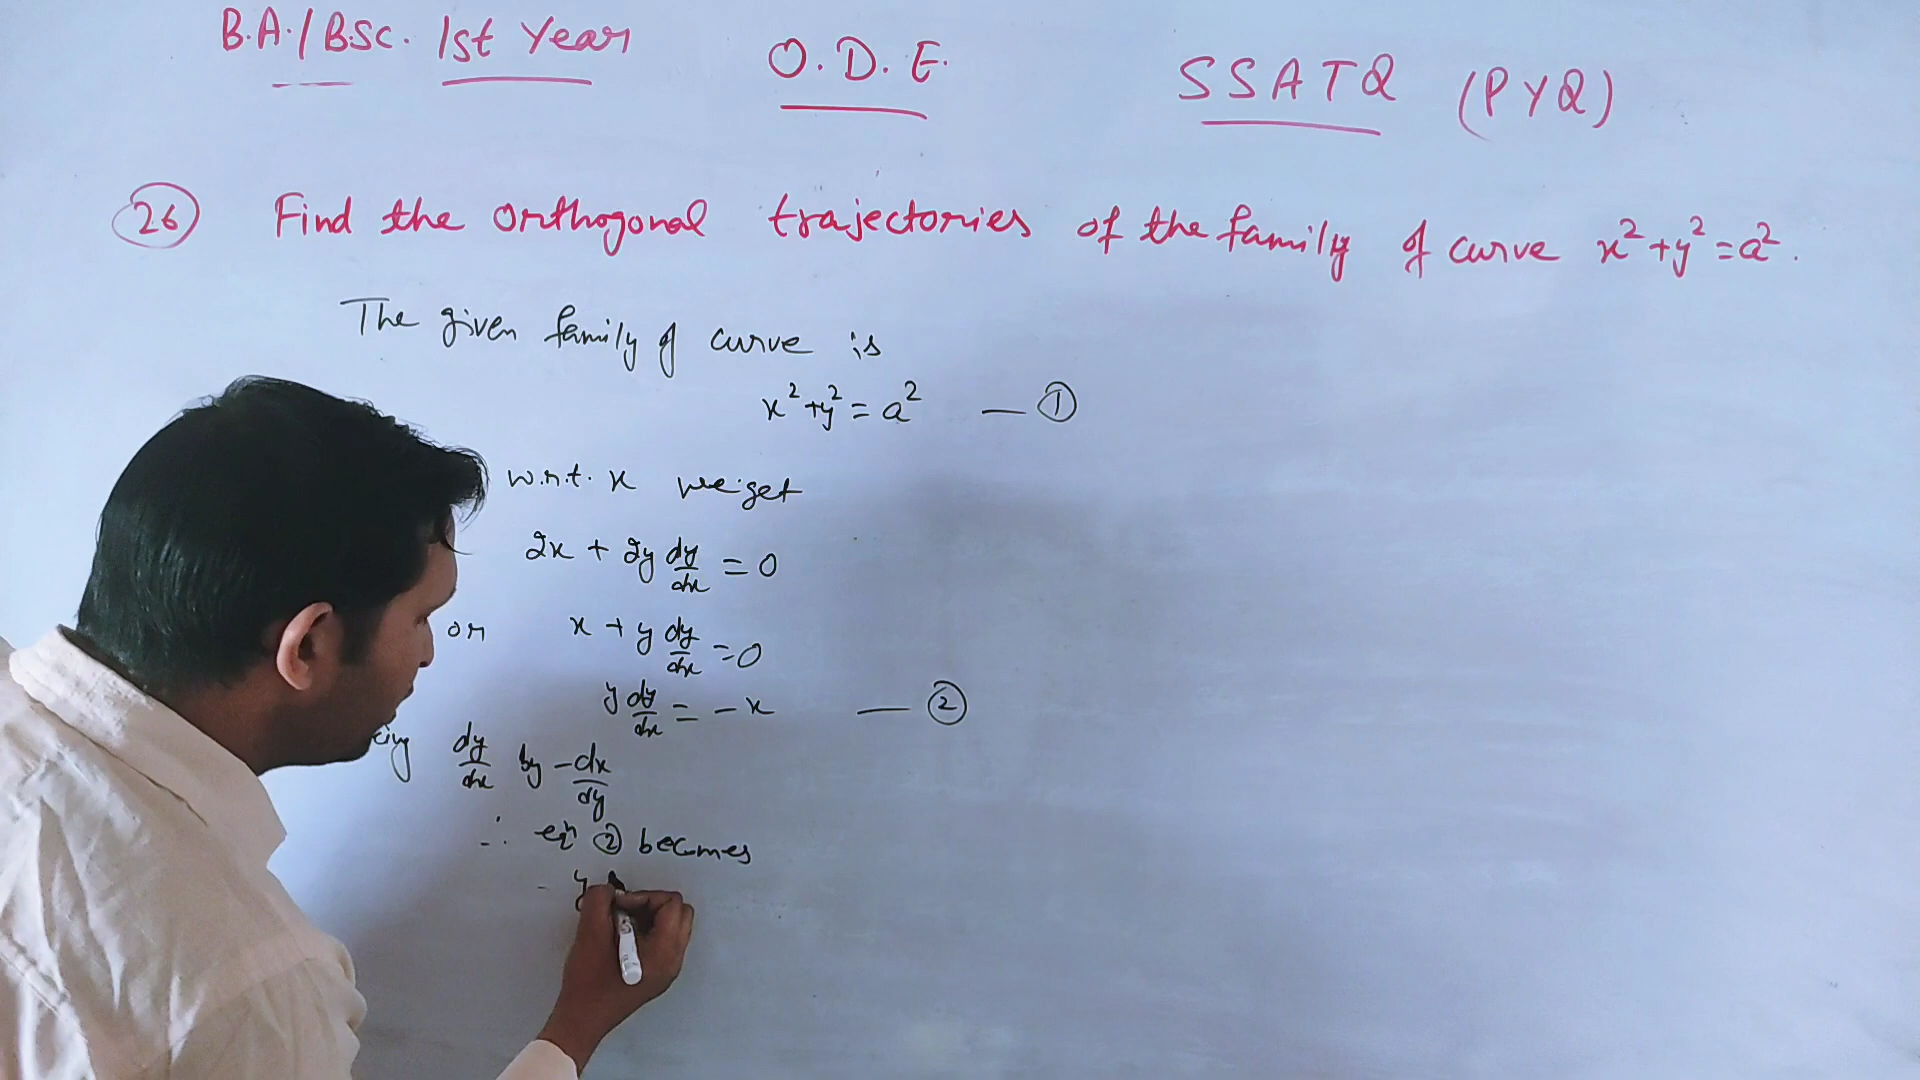 B.A./B.Sc. 1st Year O.D.E. SSATQ (PYQ)
26 Find the Orthogonal trajectories of the family of curve x²+y²=a².
The given family of curve is
x²+y²=a² — 1
w.r.t. x we get
2x + 2y dy/dx = 0
or x + y dy/dx = 0
y dy/dx = -x — 2
cing dy/dx by -dx/dy
∴ eqn 2 becomes
- y